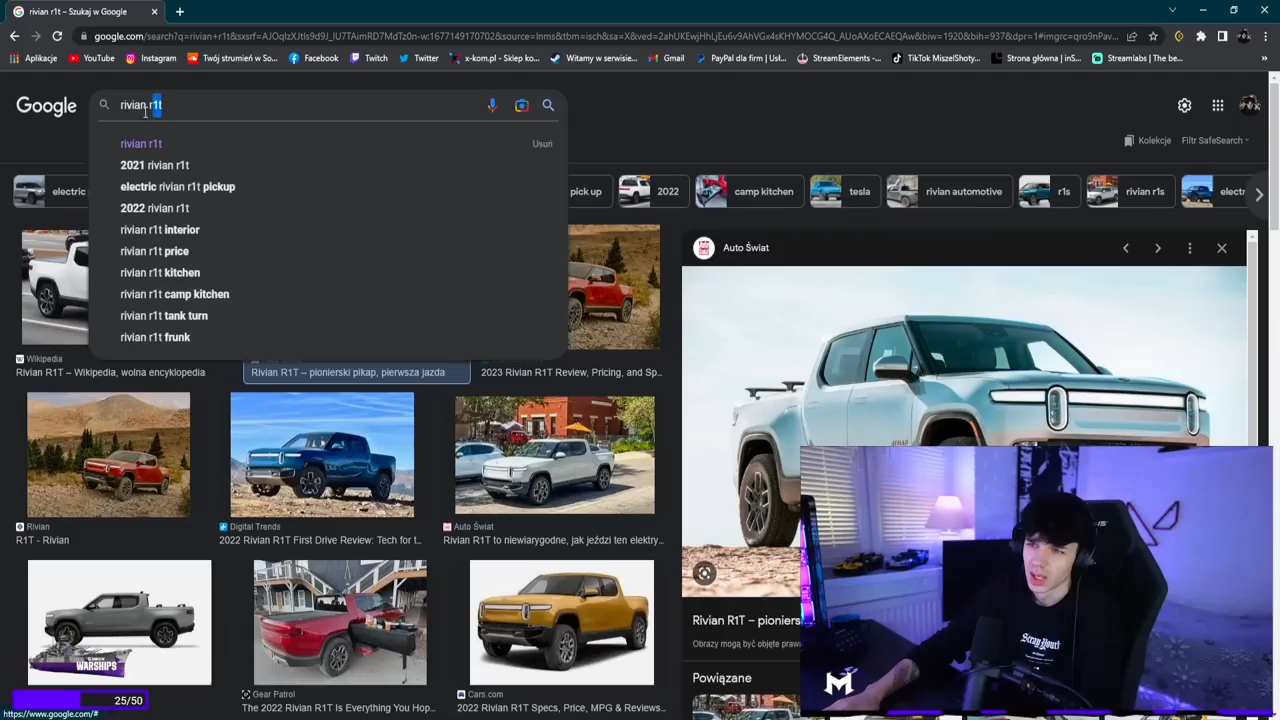 rivian r1t – Szukaj w Google
google.com/search?q=rivian+r1t&sxsrf=AJOqlzXJtls9d9J_lU7TAimRD7MdTz0n-w:1677149170702&source=lnms&tbm=isch&sa=X&ved=2ahUKEwjHhLjEu6v9AhVGx4sKHYMOCG4Q_AUoAXoECAEQAw&biw=1920&bih=937&dpr=1#imgrc=qro9nPav...
Aplikacje
YouTube
Instagram
Twój strumień w So...
Facebook
Twitch
Twitter
x-kom.pl - Sklep ko...
Witamy w serwisie...
Gmail
PayPal dla firm | Usł...
StreamElements -...
TikTok MiszelShoty...
Strona główna | inS...
Streamlabs | The be...
Google
rivian r1t
Kolekcje
Filtr SafeSearch
rivian r1t
Usuń
2021 rivian r1t
electric rivian r1t pickup
2022 rivian r1t
rivian r1t interior
rivian r1t price
rivian r1t kitchen
rivian r1t camp kitchen
rivian r1t tank turn
rivian r1t frunk
electric
pick up
2022
camp kitchen
tesla
rivian automotive
r1s
rivian r1s
electr
Auto Świat
Wikipedia
Rivian R1T – Wikipedia, wolna encyklopedia
Rivian R1T – pionierski pikap, pierwsza jazda
2023 Rivian R1T Review, Pricing, and Sp...
Rivian
R1T - Rivian
Digital Trends
2022 Rivian R1T First Drive Review: Tech for t...
Auto Świat
Rivian R1T to niewiarygodne, jak jeździ ten elektry...
Gear Patrol
The 2022 Rivian R1T Is Everything You Hop...
Cars.com
2022 Rivian R1T Specs, Price, MPG & Reviews...
Rivian R1T – pioniers
Obrazy mogą być objęte praw
Powiązane
WARSHIPS
25/50
https://www.google.com/#